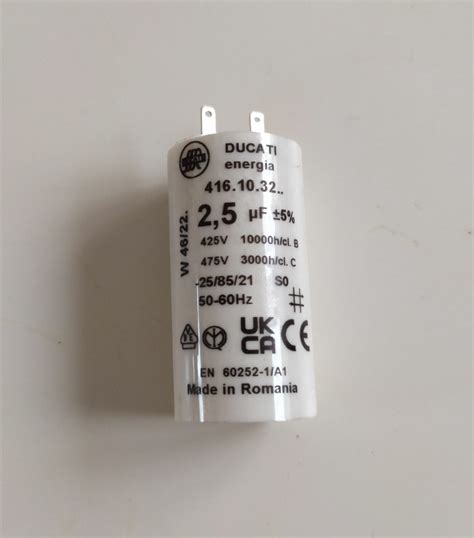 DUCATI
energia
416.10.32..
2,5 µF ±5%
425V 10000h/cl. B
475V 3000h/cl. C
-25/85/21 S0
50-60Hz
W 46/22.
UK
CA CE
EN 60252-1/A1
Made in Romania